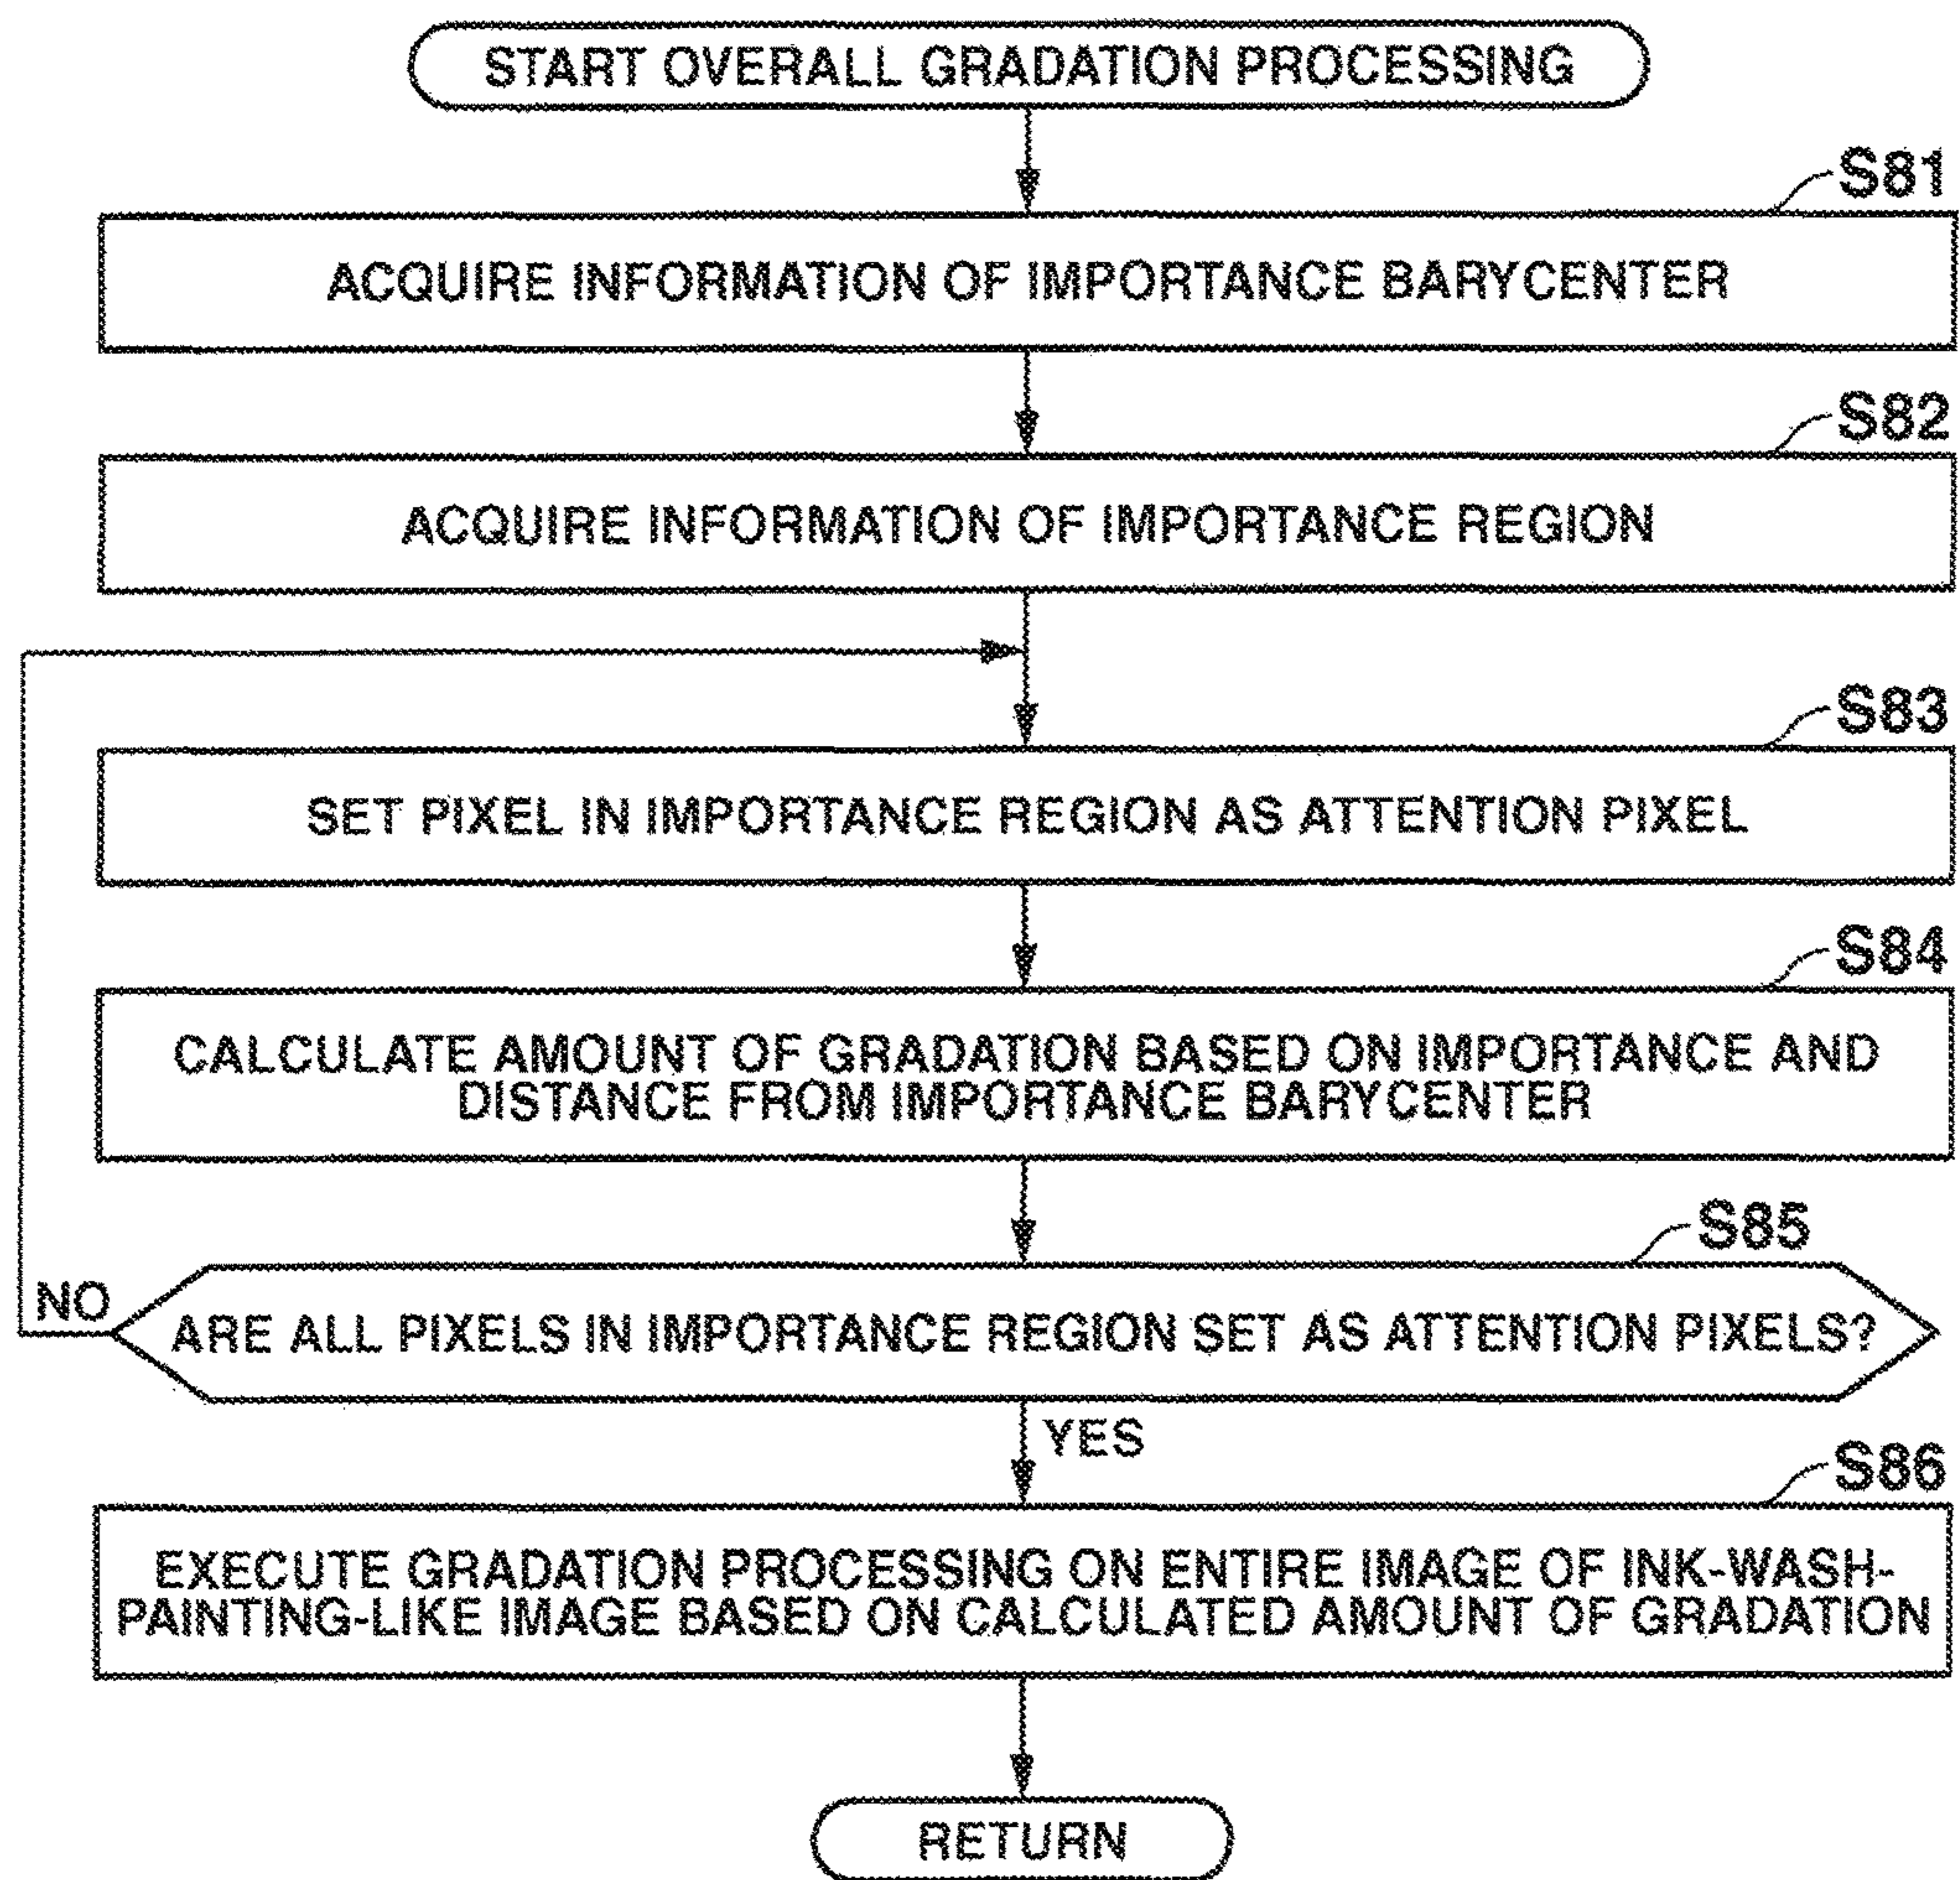 START OVERALL GRADATION PROCESSING
S81
ACQUIRE INFORMATION OF IMPORTANCE BARYCENTER
S82
ACQUIRE INFORMATION OF IMPORTANCE REGION
S83
SET PIXEL IN IMPORTANCE REGION AS ATTENTION PIXEL
S84
CALCULATE AMOUNT OF GRADATION BASED ON IMPORTANCE AND
DISTANCE FROM IMPORTANCE BARYCENTER
S85
NO
ARE ALL PIXELS IN IMPORTANCE REGION SET AS ATTENTION PIXELS?
YES
S86
EXECUTE GRADATION PROCESSING ON ENTIRE IMAGE OF INK-WASH-
PAINTING-LIKE IMAGE BASED ON CALCULATED AMOUNT OF GRADATION
RETURN